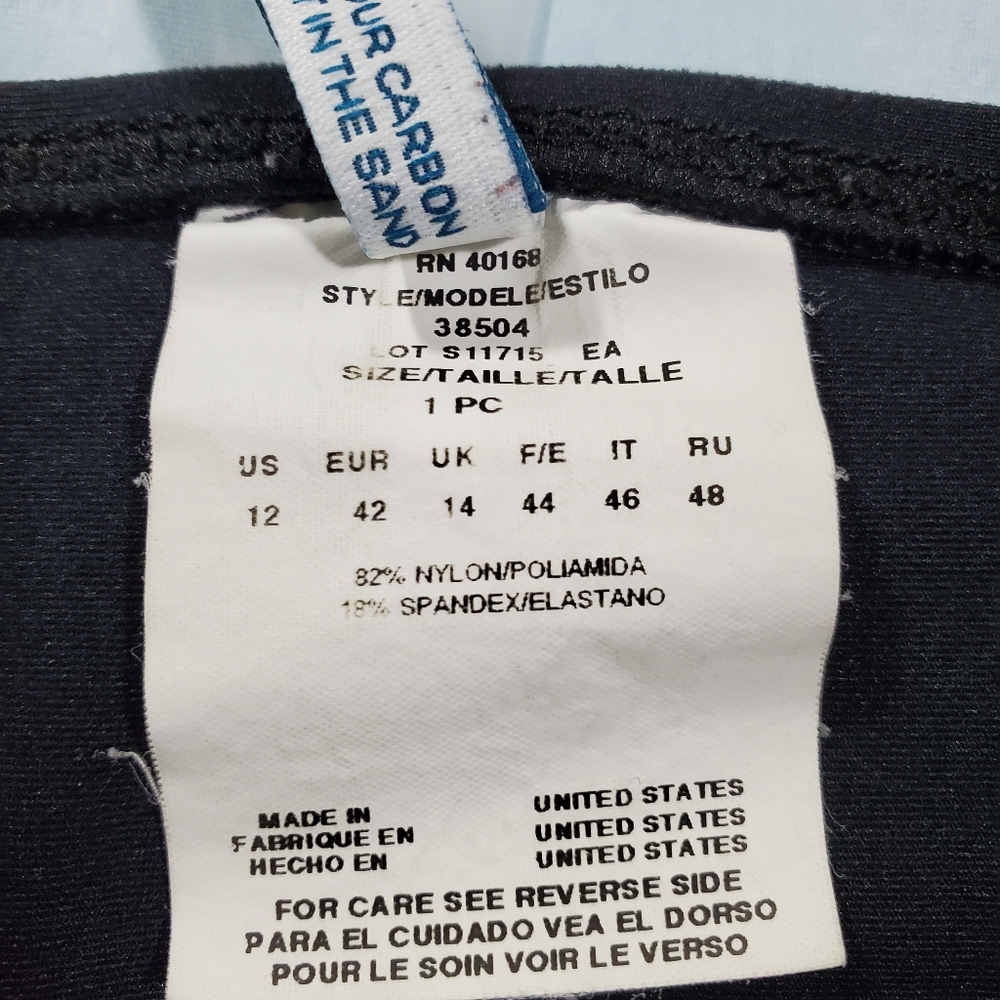 UR CARBON
IN THE SAND
RN 40168
STYLE/MODELE/ESTILO
38504
LOT S11715 EA
SIZE/TAILLE/TALLE
1 PC
US EUR UK F/E IT RU
12 42 14 44 46 48
82% NYLON/POLIAMIDA
18% SPANDEX/ELASTANO
MADE IN UNITED STATES
FABRIQUE EN UNITED STATES
HECHO EN UNITED STATES
FOR CARE SEE REVERSE SIDE
PARA EL CUIDADO VEA EL DORSO
POUR LE SOIN VOIR LE VERSO